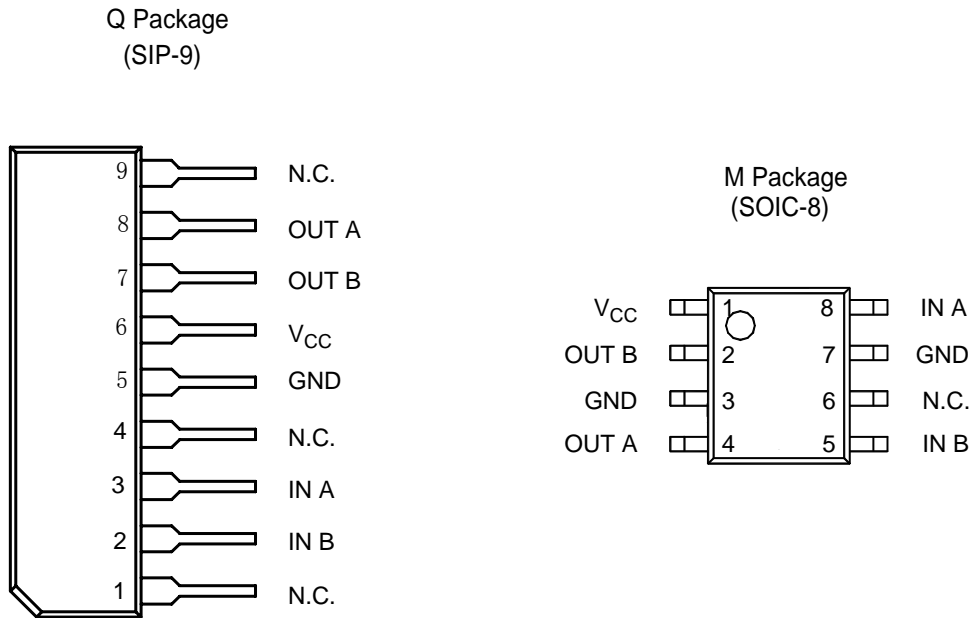 Q Package
(SIP-9)
9 N.C.
8 OUT A
7 OUT B
6 VCC
5 GND
4 N.C.
3 IN A
2 IN B
1 N.C.
M Package
(SOIC-8)
VCC 1 8 IN A
OUT B 2 7 GND
GND 3 6 N.C.
OUT A 4 5 IN B